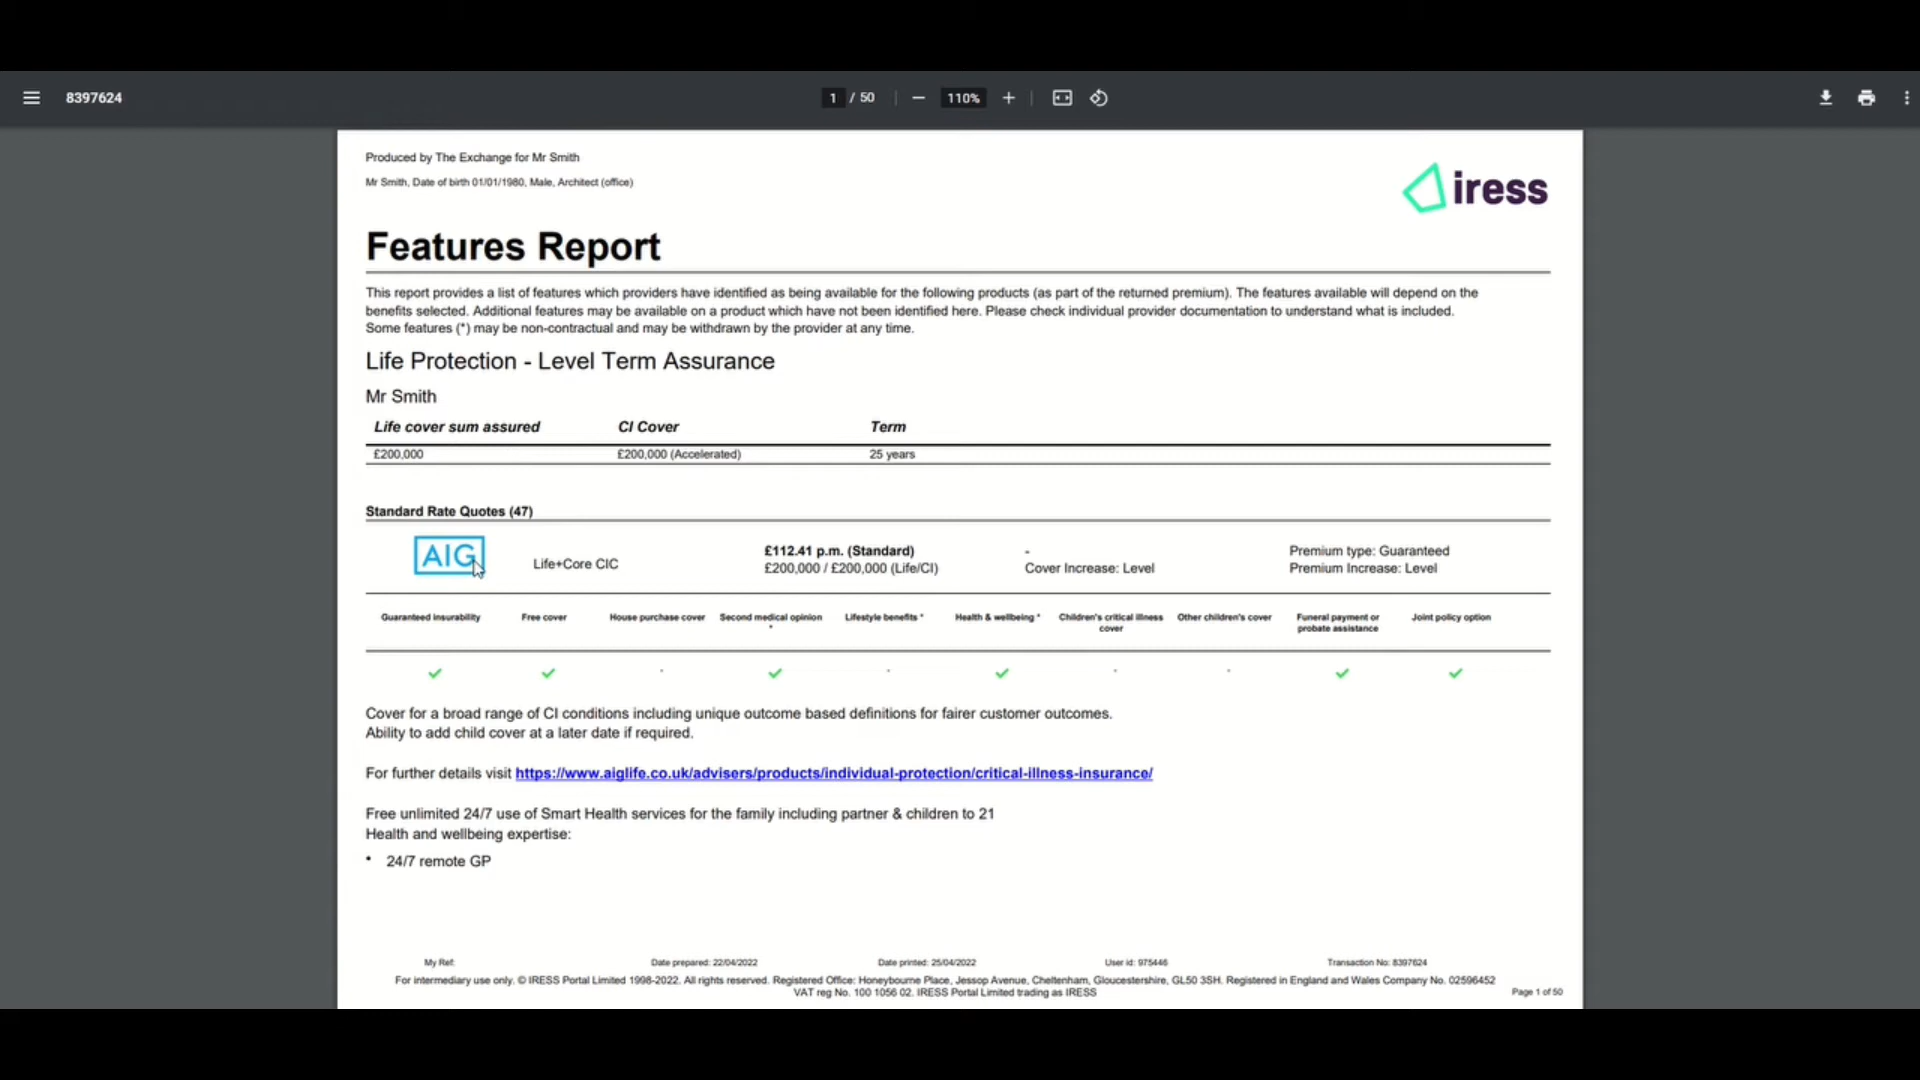 8397624
1 / 50
110%
Produced by The Exchange for Mr Smith
Mr Smith, Date of birth 01/01/1980, Male, Architect (office)
iress
Features Report
This report provides a list of features which providers have identified as being available for the following products (as part of the returned premium). The features available will depend on the
benefits selected. Additional features may be available on a product which have not been identified here. Please check individual provider documentation to understand what is included.
Some features (*) may be non-contractual and may be withdrawn by the provider at any time.
Life Protection - Level Term Assurance
Mr Smith
Life cover sum assured CI Cover Term
£200,000 £200,000 (Accelerated) 25 years
Standard Rate Quotes (47)
AIG
Life+Core CIC
£112.41 p.m. (Standard)
£200,000 / £200,000 (Life/CI)
-
Cover Increase: Level
Premium type: Guaranteed
Premium Increase: Level
Guaranteed insurability
Free cover
House purchase cover
Second medical opinion
*
Lifestyle benefits *
Health & wellbeing *
Children's critical illness
cover
Other children's cover
Funeral payment or
probate assistance
Joint policy option
Cover for a broad range of CI conditions including unique outcome based definitions for fairer customer outcomes.
Ability to add child cover at a later date if required.
For further details visit https://www.aiglife.co.uk/advisers/products/individual-protection/critical-illness-insurance/
Free unlimited 24/7 use of Smart Health services for the family including partner & children to 21
Health and wellbeing expertise:
• 24/7 remote GP
My Ref: Date prepared: 22/04/2022 Date printed: 25/04/2022 User id: 975446 Transaction No: 8397624
For intermediary use only. © IRESS Portal Limited 1998-2022. All rights reserved. Registered Office: Honeybourne Place, Jessop Avenue, Cheltenham, Gloucestershire, GL50 3SH. Registered in England and Wales Company No. 02596452
VAT reg No. 100 1056 02. IRESS Portal Limited trading as IRESS
Page 1 of 50